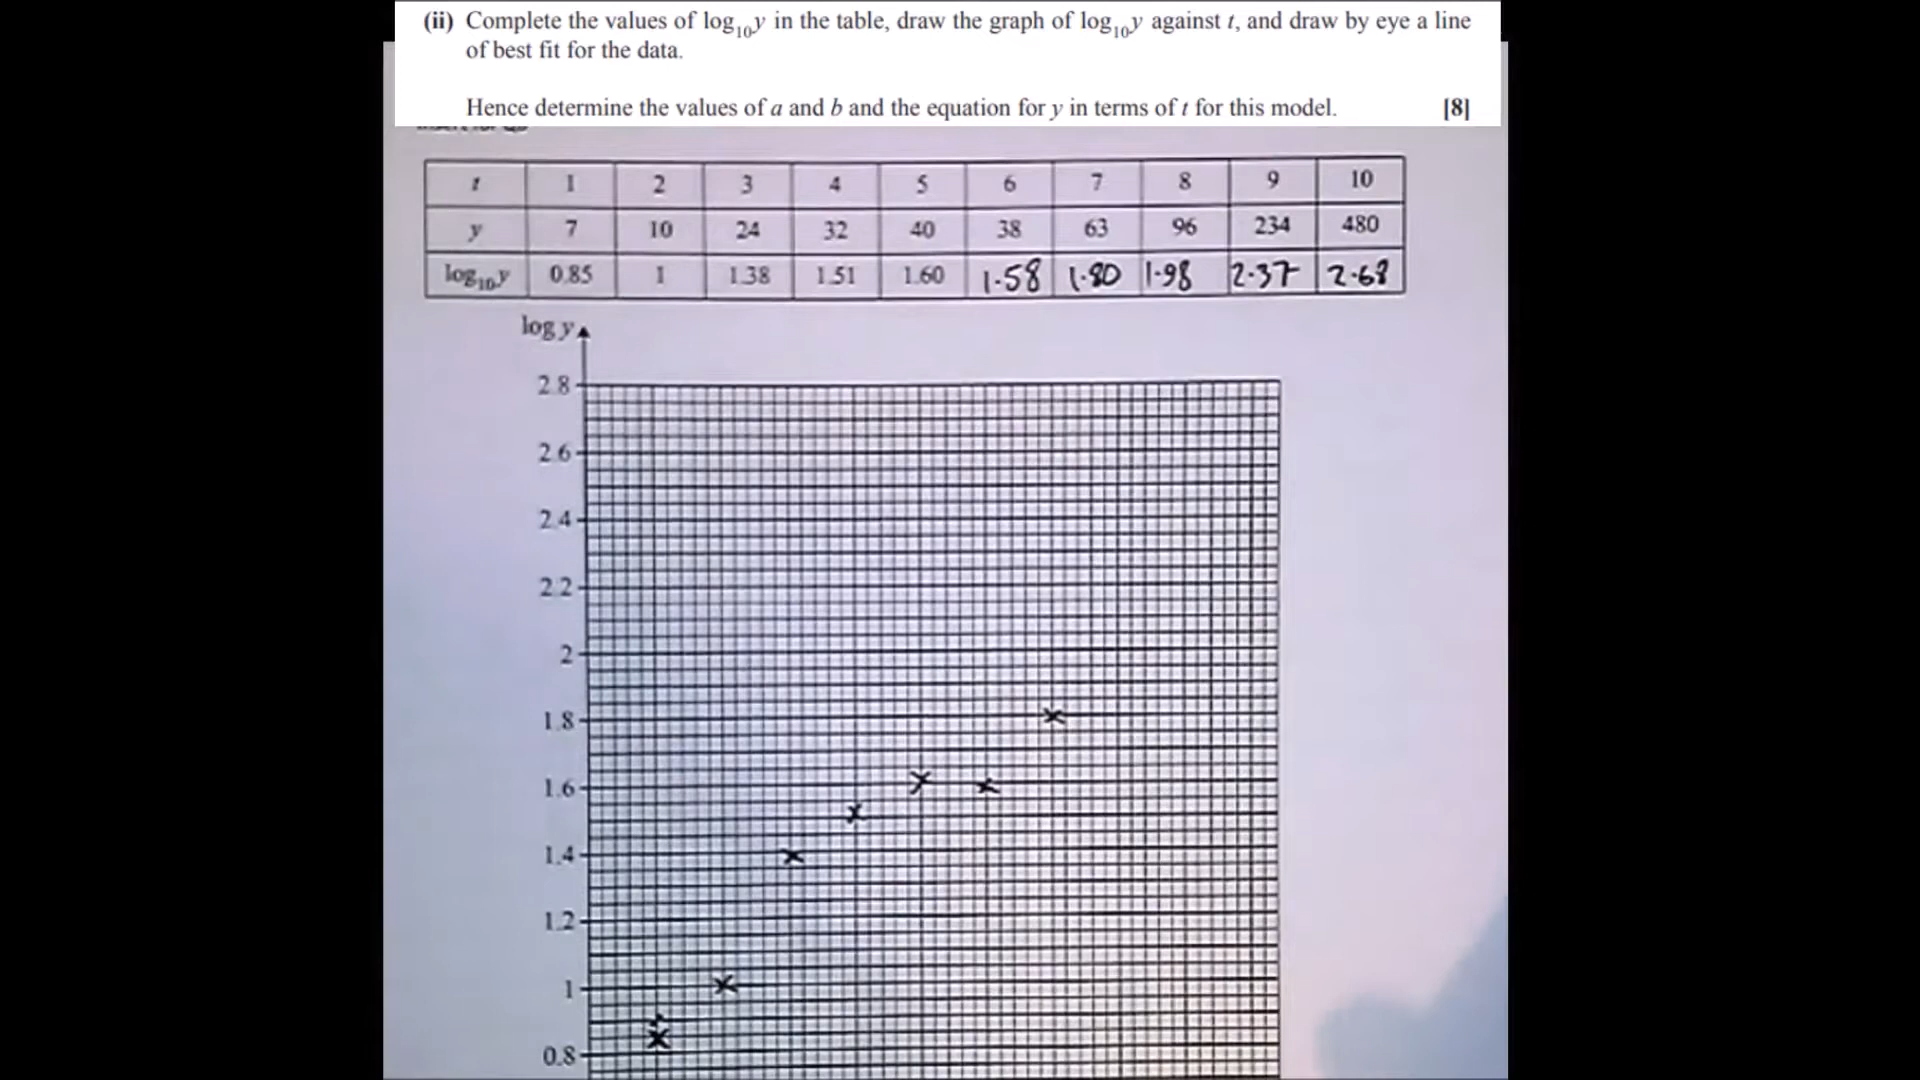 (ii) Complete the values of log₁₀y in the table, draw the graph of log₁₀y against t, and draw by eye a line
of best fit for the data.
Hence determine the values of a and b and the equation for y in terms of t for this model. [8]
t 1 2 3 4 5 6 7 8 9 10
y 7 10 24 32 40 38 63 96 234 480
log₁₀y 0.85 1 1.38 1.51 1.60 1.58 1.80 1.98 2.37 2.68
log y
2.8
2.6
2.4
2.2
2
1.8
1.6
1.4
1.2
1
0.8